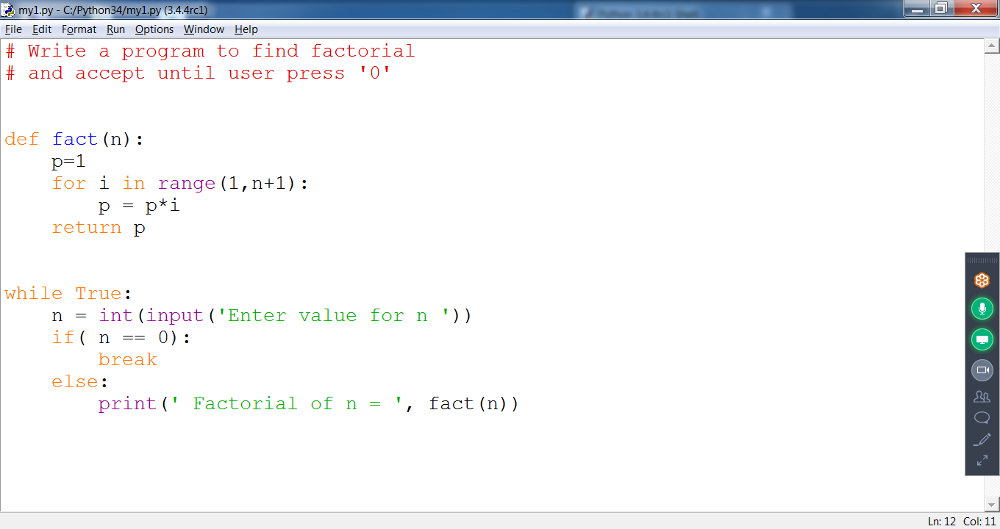 my1.py - C:/Python34/my1.py (3.4.4rc1)
File Edit Format Run Options Window Help
# Write a program to find factorial
# and accept until user press '0'
def fact(n):
    p=1
    for i in range(1,n+1):
        p = p*i
    return p
while True:
    n = int(input('Enter value for n '))
    if( n == 0):
        break
    else:
        print(' Factorial of n = ', fact(n))
Ln: 12 Col: 11